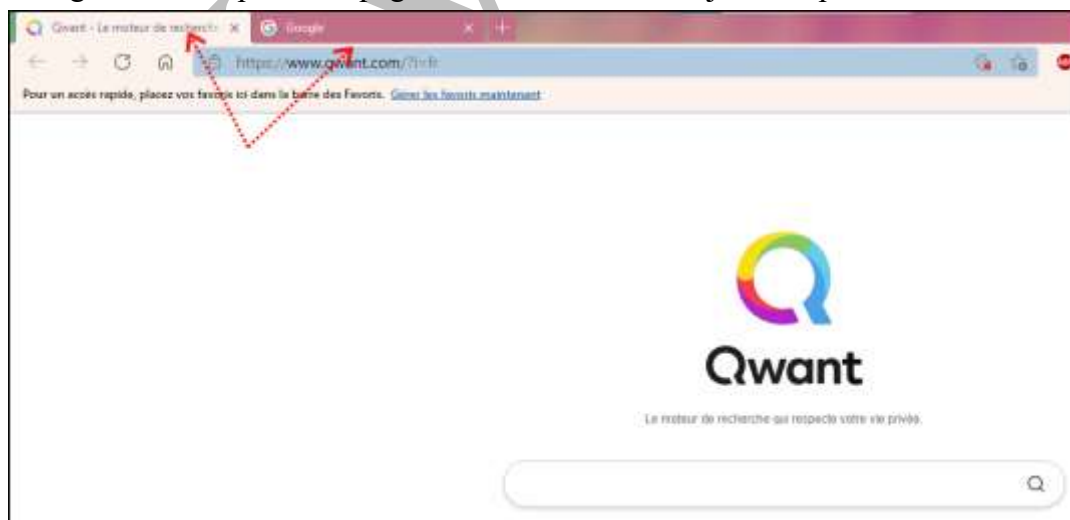 Qwant - Le moteur de recherch
Google
https://www.qwant.com/?l=fr
Pour un accès rapide, placez vos favoris ici dans la barre des Favoris. Gérer les favoris maintenant
Qwant
Le moteur de recherche qui respecte votre vie privée.